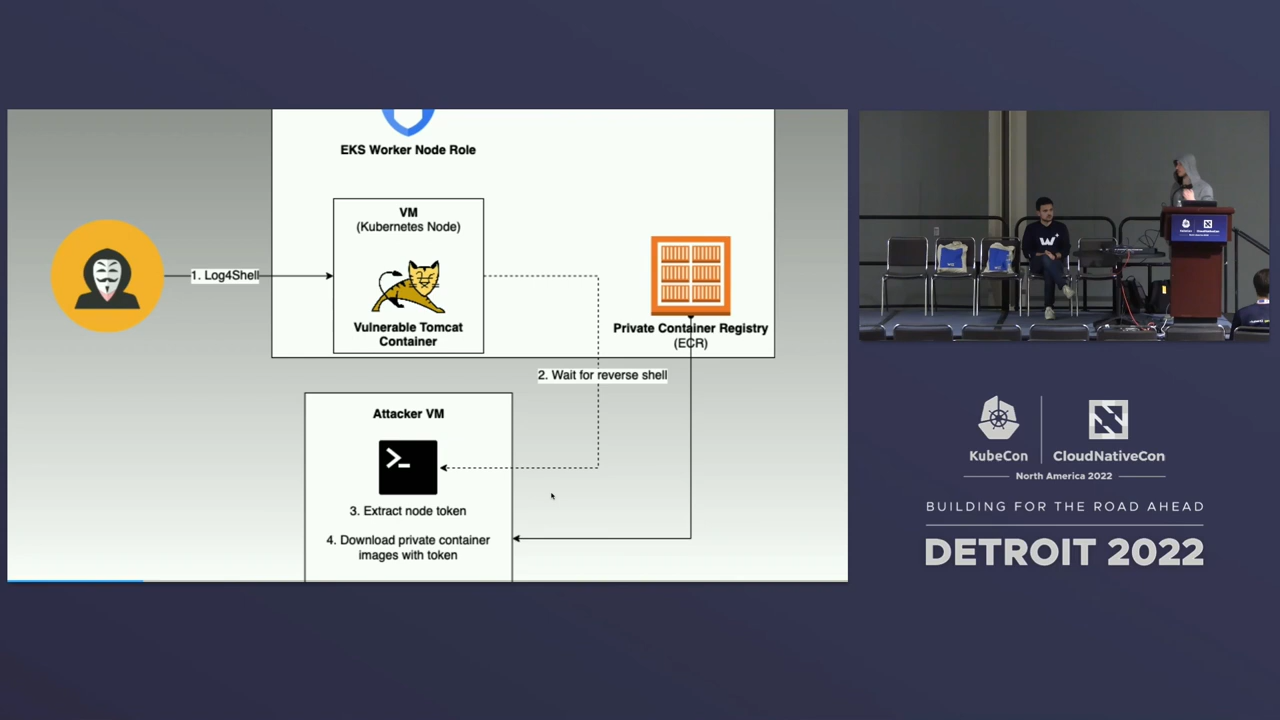 EKS Worker Node Role
VM
(Kubernetes Node)
1. Log4Shell
Vulnerable Tomcat
Container
Private Container Registry
(ECR)
2. Wait for reverse shell
Attacker VM
>_
3. Extract node token
4. Download private container
images with token
W
KubeCon
CloudNativeCon
North America 2022
BUILDING FOR THE ROAD AHEAD
DETROIT 2022